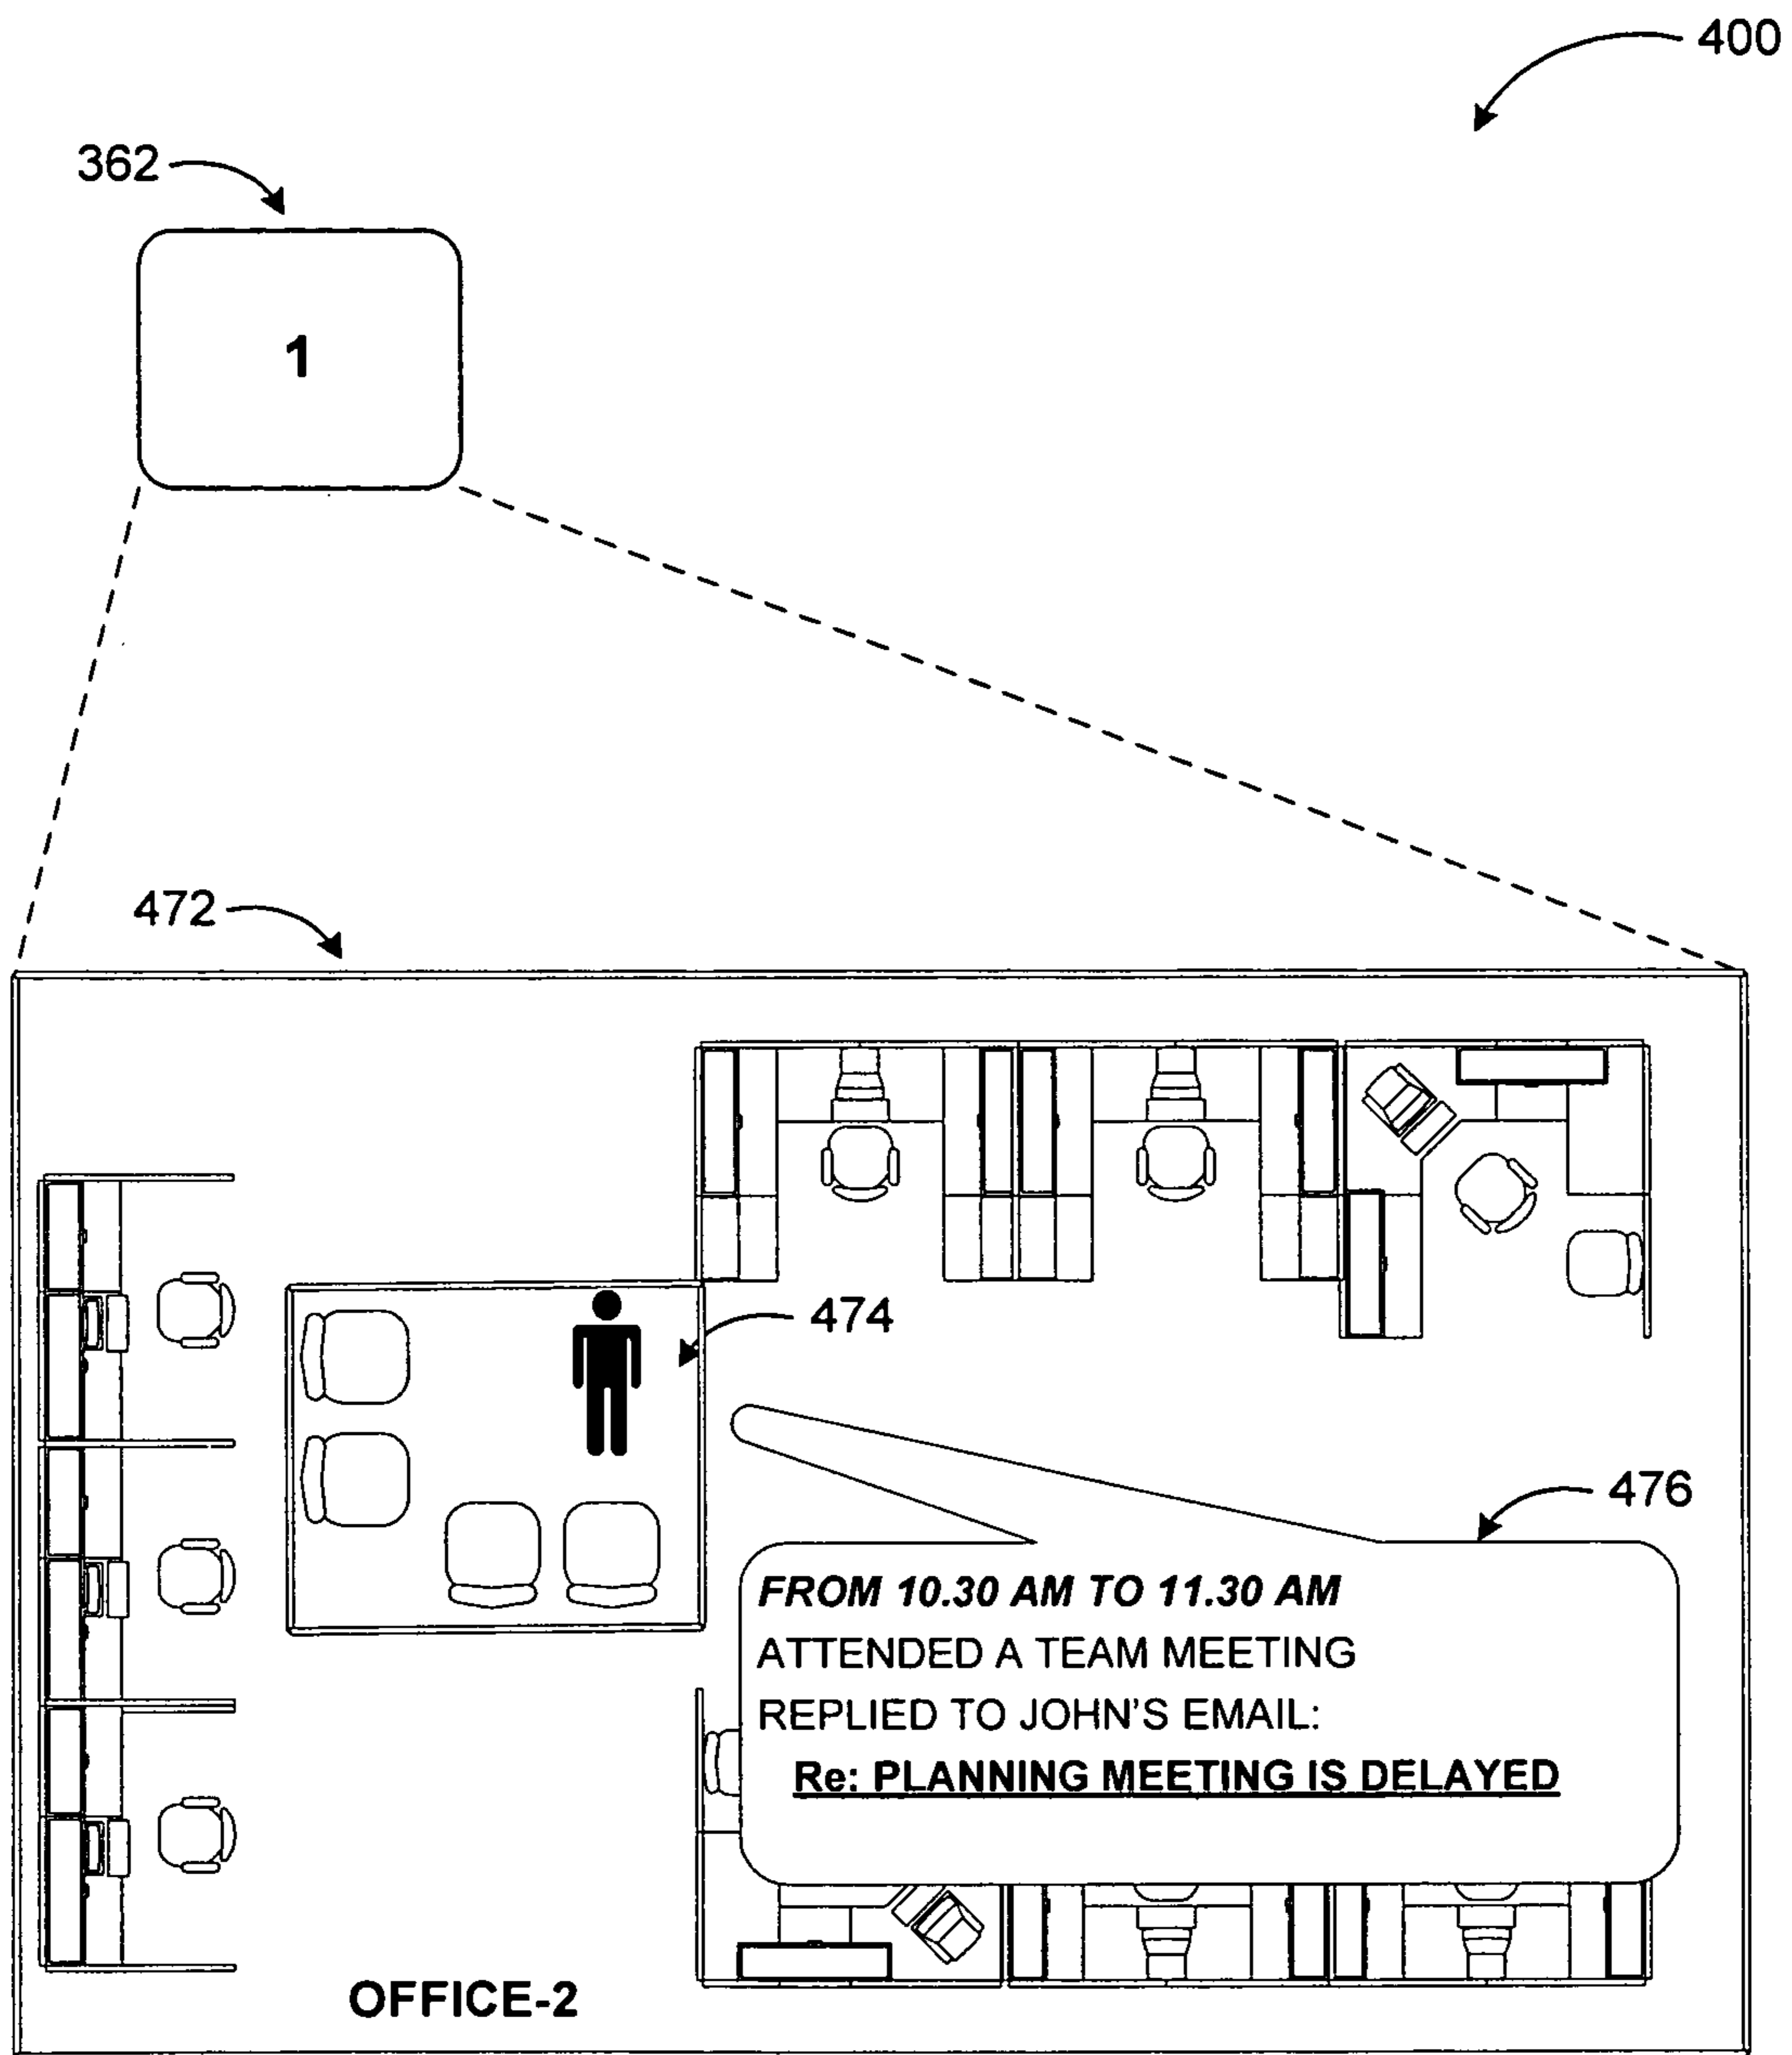 400
362
1
472
474
476
FROM 10.30 AM TO 11.30 AM
ATTENDED A TEAM MEETING
REPLIED TO JOHN'S EMAIL:
Re: PLANNING MEETING IS DELAYED
OFFICE-2